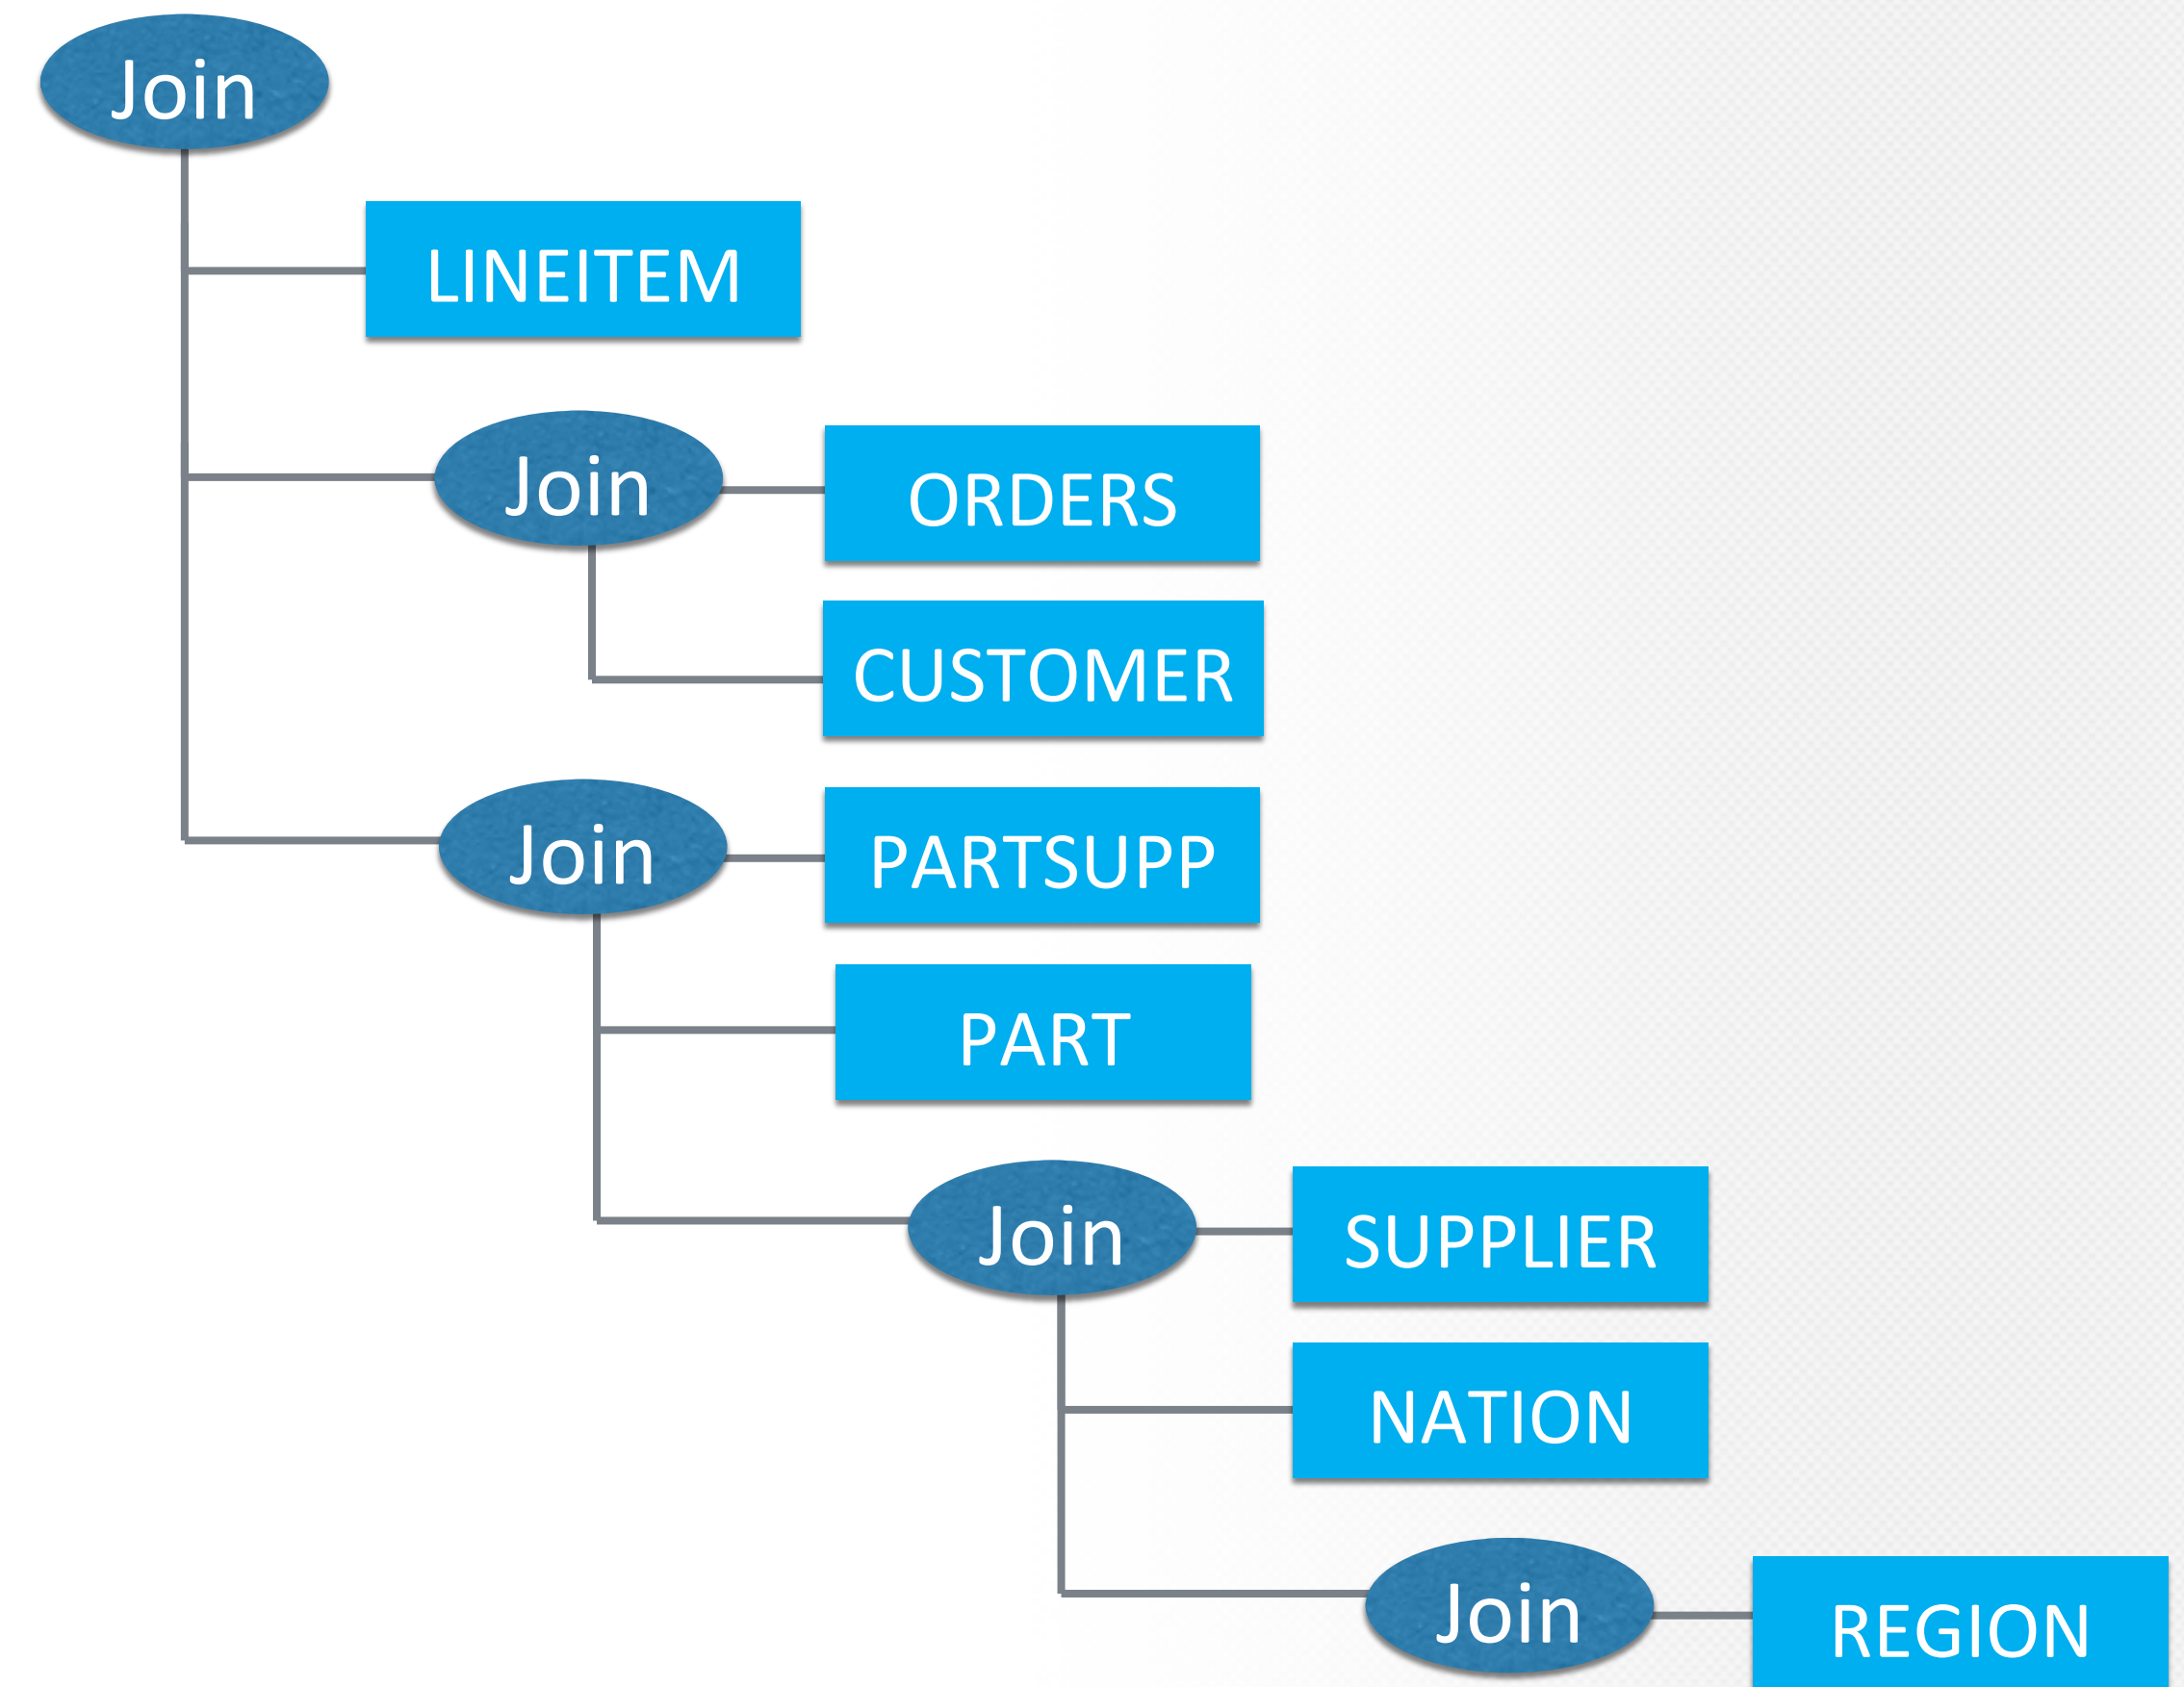 Join
LINEITEM
Join
ORDERS
CUSTOMER
Join
PARTSUPP
PART
Join
SUPPLIER
NATION
Join
REGION